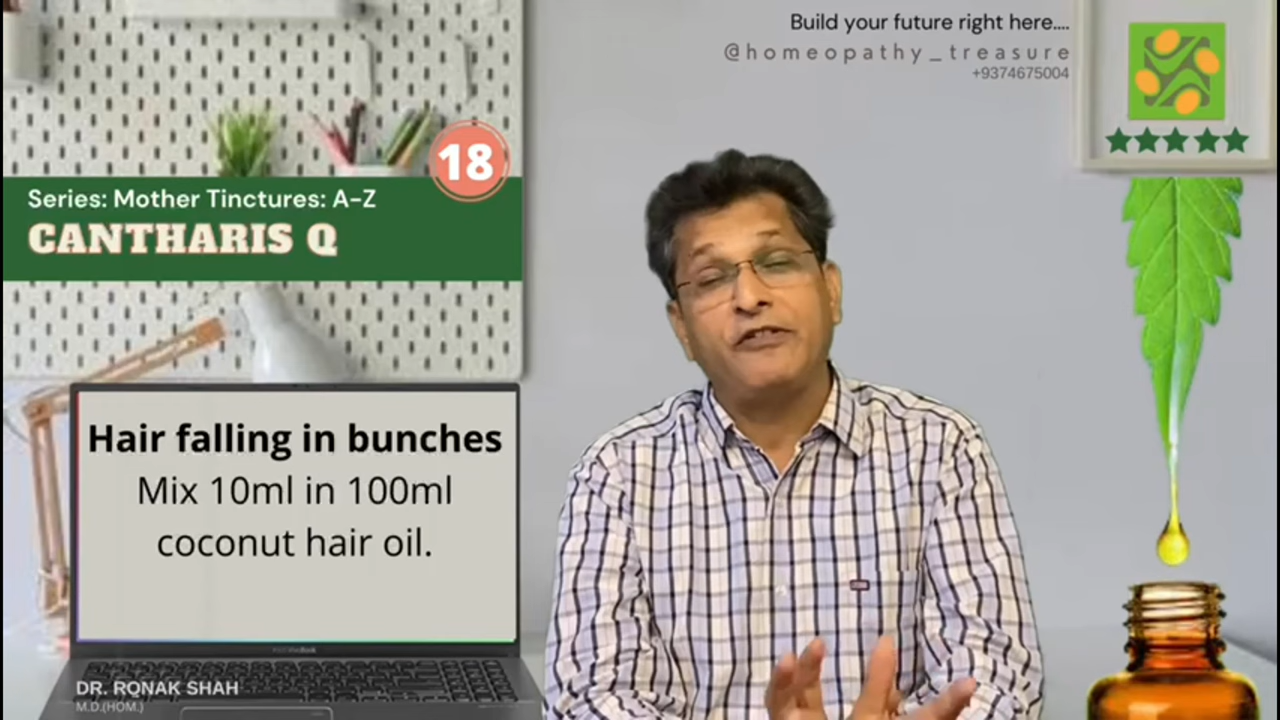 Build your future right here....
@homeopathy_treasure
+9374675004
18
Series: Mother Tinctures: A-Z
CANTHARIS Q
Hair falling in bunches
Mix 10ml in 100ml
coconut hair oil.
DR. RONAK SHAH
M.D.(HOM.)